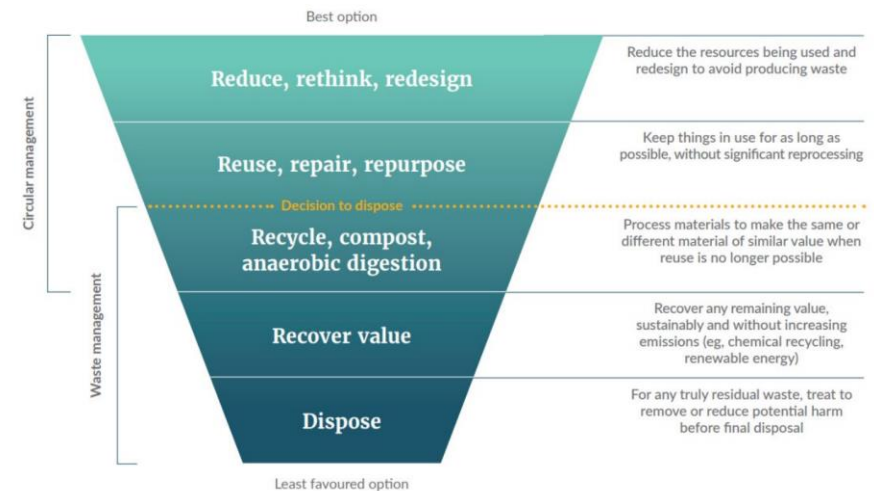 Best option
Circular management
Reduce, rethink, redesign
Reduce the resources being used and
redesign to avoid producing waste
Reuse, repair, repurpose
Keep things in use for as long as
possible, without significant reprocessing
Decision to dispose
Waste management
Recycle, compost,
anaerobic digestion
Process materials to make the same or
different material of similar value when
reuse is no longer possible
Recover value
Recover any remaining value,
sustainably and without increasing
emissions (eg, chemical recycling,
renewable energy)
Dispose
For any truly residual waste, treat to
remove or reduce potential harm
before final disposal
Least favoured option